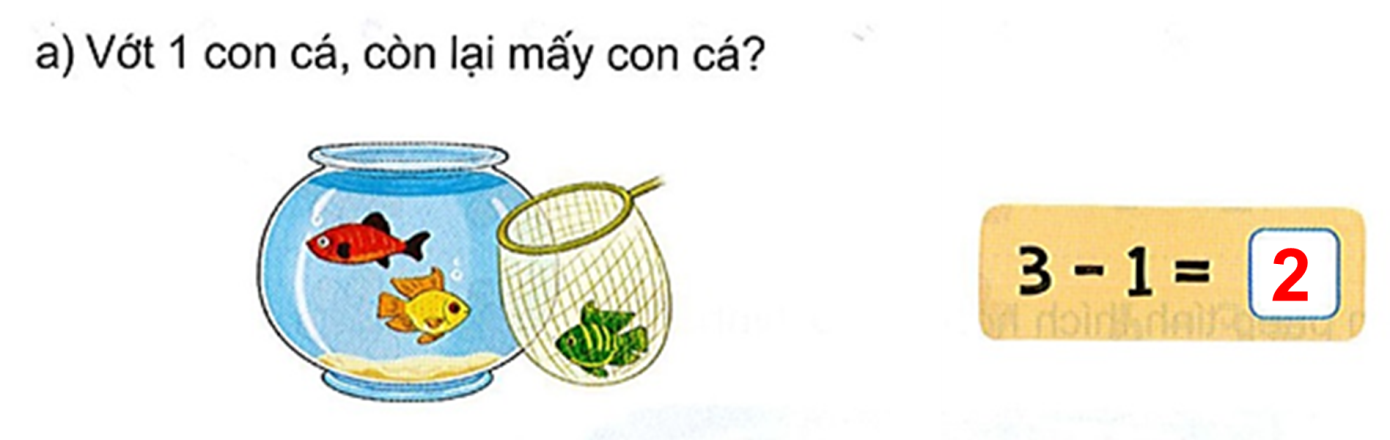 a) Vớt 1 con cá, còn lại mấy con cá?
3 - 1 = 2